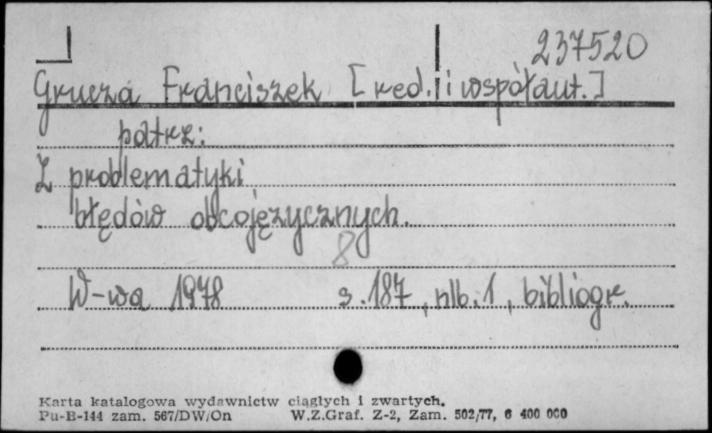 237520
Grucza Franciszek [red. i współaut.]
patrz:
Z problematyki
błędów obcojęzycznych.
8
W-wa 1978 s. 187, nlb. 1, bibliogr.
Karta katalogowa wydawnictw ciągłych i zwartych.
Pu-B-144 zam. 567/DW/On W.Z.Graf. Z-2, Zam. 502/77, 6 400 000